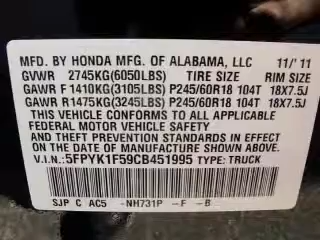 MFD. BY HONDA MFG. OF ALABAMA, LLC 11/'11
GVWR 2745KG(6050LBS) TIRE SIZE RIM SIZE
GAWR F1410KG(3105LBS) P245/60R18 104T 18X7.5J
GAWR R1475KG(3245LBS) P245/60R18 104T 18X7.5J
THIS VEHICLE CONFORMS TO ALL APPLICABLE
FEDERAL MOTOR VEHICLE SAFETY AND
THEFT PREVENTION STANDARDS IN EFFECT ON THE
DATE OF MANUFACTURE SHOWN ABOVE.
V.I.N.:5FPYK1F59CB451995 TYPE:TRUCK
SJP C AC5 -NH731P -F -B